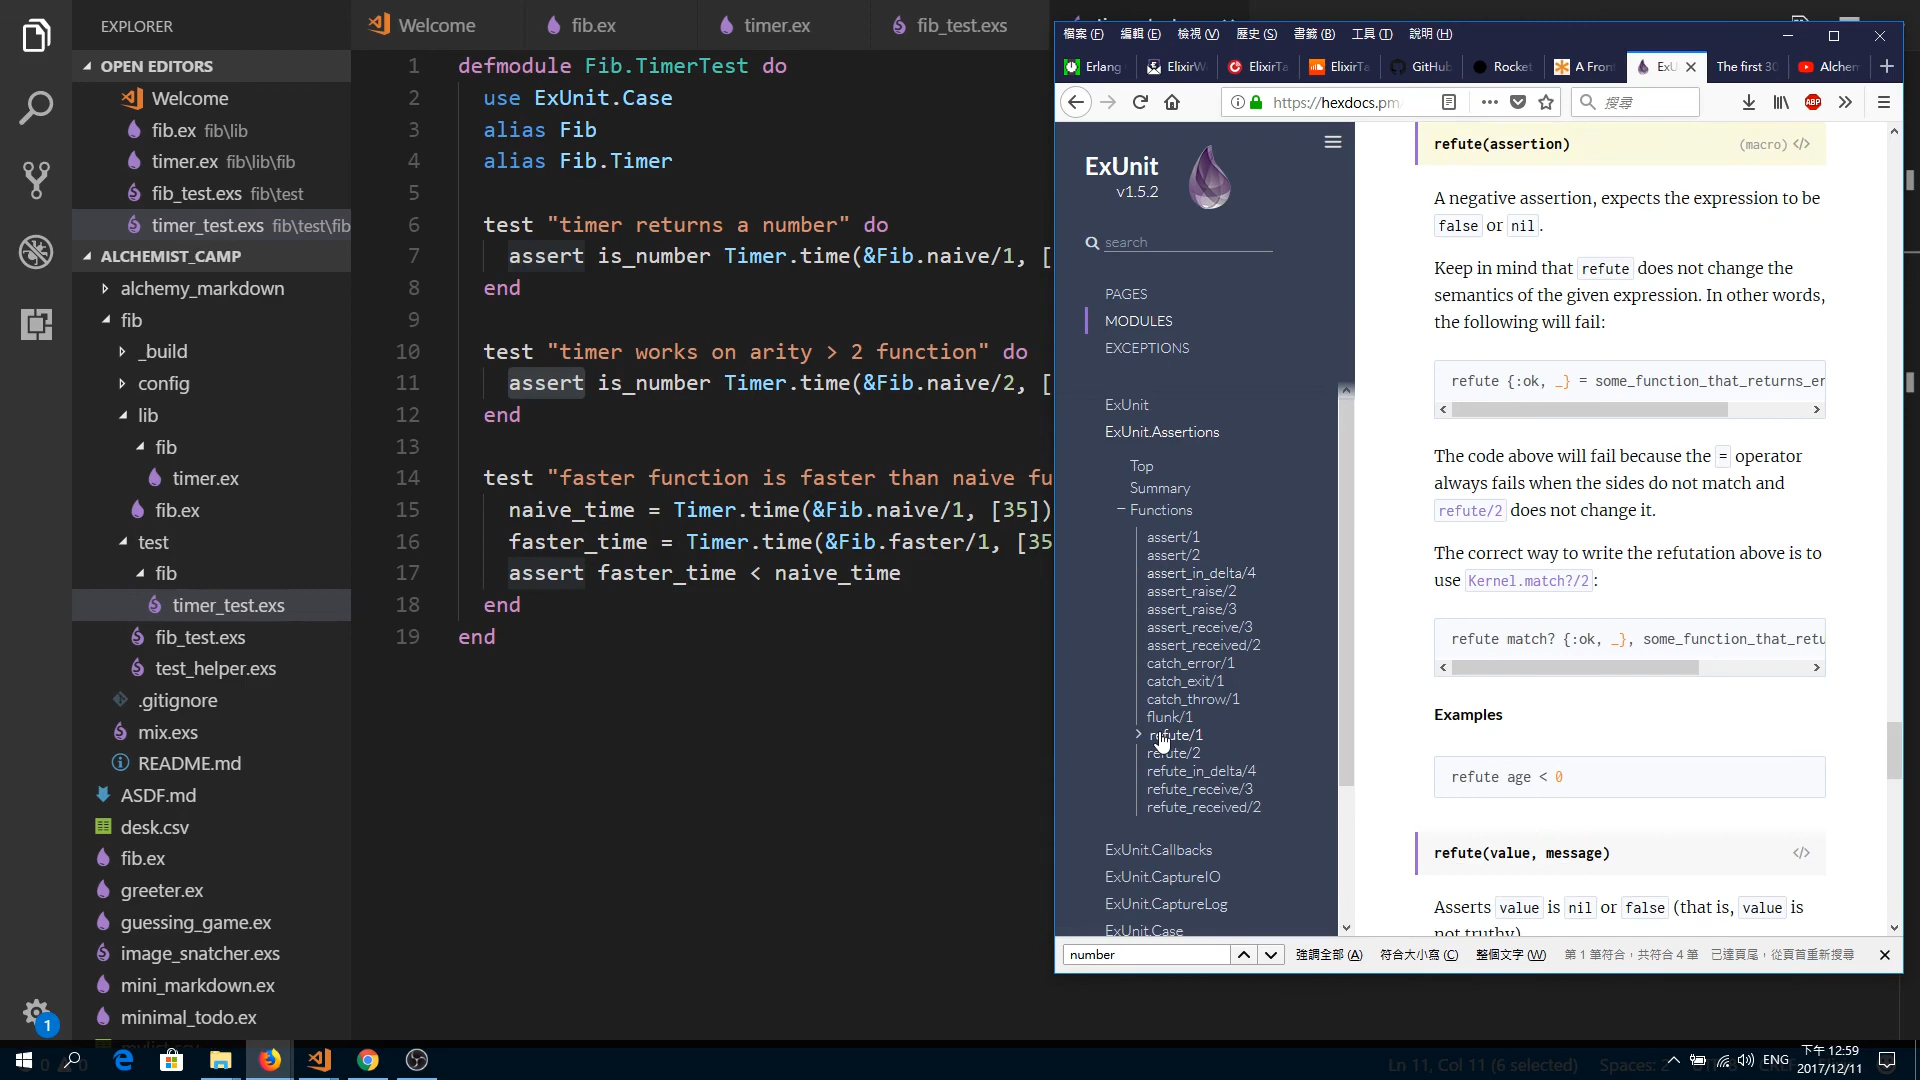 EXPLORER
OPEN EDITORS
Welcome
fib.ex fib\lib
timer.ex fib\lib\fib
fib_test.exs fib\test
timer_test.exs fib\test\fib
ALCHEMIST_CAMP
alchemy_markdown
fib
_build
config
lib
fib
timer.ex
fib.ex
test
fib
timer_test.exs
fib_test.exs
test_helper.exs
.gitignore
mix.exs
README.md
ASDF.md
desk.csv
fib.ex
greeter.ex
guessing_game.ex
image_snatcher.exs
mini_markdown.ex
minimal_todo.ex
1
Welcome fib.ex timer.ex fib_test.exs
1 defmodule Fib.TimerTest do
2 use ExUnit.Case
3 alias Fib
4 alias Fib.Timer
5
6 test "timer returns a number" do
7 assert is_number Timer.time(&Fib.naive/1, [
8 end
9
10 test "timer works on arity > 2 function" do
11 assert is_number Timer.time(&Fib.naive/2, [
12 end
13
14 test "faster function is faster than naive fu
15 naive_time = Timer.time(&Fib.naive/1, [35])
16 faster_time = Timer.time(&Fib.faster/1, [35
17 assert faster_time < naive_time
18 end
19 end
檔案 (F) 編輯 (E) 檢視 (V) 歷史 (S) 書籤 (B) 工具 (T) 說明 (H)
Erlang ElixirW ElixirTa ElixirTa GitHub Rocket A Fron ExU The first 30 Alchem
https://hexdocs.pm/ 搜尋
ExUnit
v1.5.2
search
PAGES
MODULES
EXCEPTIONS
ExUnit
ExUnit.Assertions
Top
Summary
Functions
assert/1
assert/2
assert_in_delta/4
assert_raise/2
assert_raise/3
assert_receive/3
assert_received/2
catch_error/1
catch_exit/1
catch_throw/1
flunk/1
refute/1
refute/2
refute_in_delta/4
refute_receive/3
refute_received/2
ExUnit.Callbacks
ExUnit.CaptureIO
ExUnit.CaptureLog
ExUnit.Case
refute(assertion) (macro) </>
A negative assertion, expects the expression to be
false or nil.
Keep in mind that refute does not change the
semantics of the given expression. In other words,
the following will fail:
refute {:ok, _} = some_function_that_returns_er
The code above will fail because the = operator
always fails when the sides do not match and
refute/2 does not change it.
The correct way to write the refutation above is to
use Kernel.match?/2:
refute match? {:ok, _}, some_function_that_retu
Examples
refute age < 0
refute(value, message) </>
Asserts value is nil or false (that is, value is
not truthy)
number 強調全部 (A) 符合大小寫 (C) 整個文字 (W) 第 1 筆符合，共符合 4 筆 已達頁尾，從頁首重新搜尋
Ln 11, Col 11 (6 selected) Spaces: 2
ENG
下午 12:59
2017/12/11